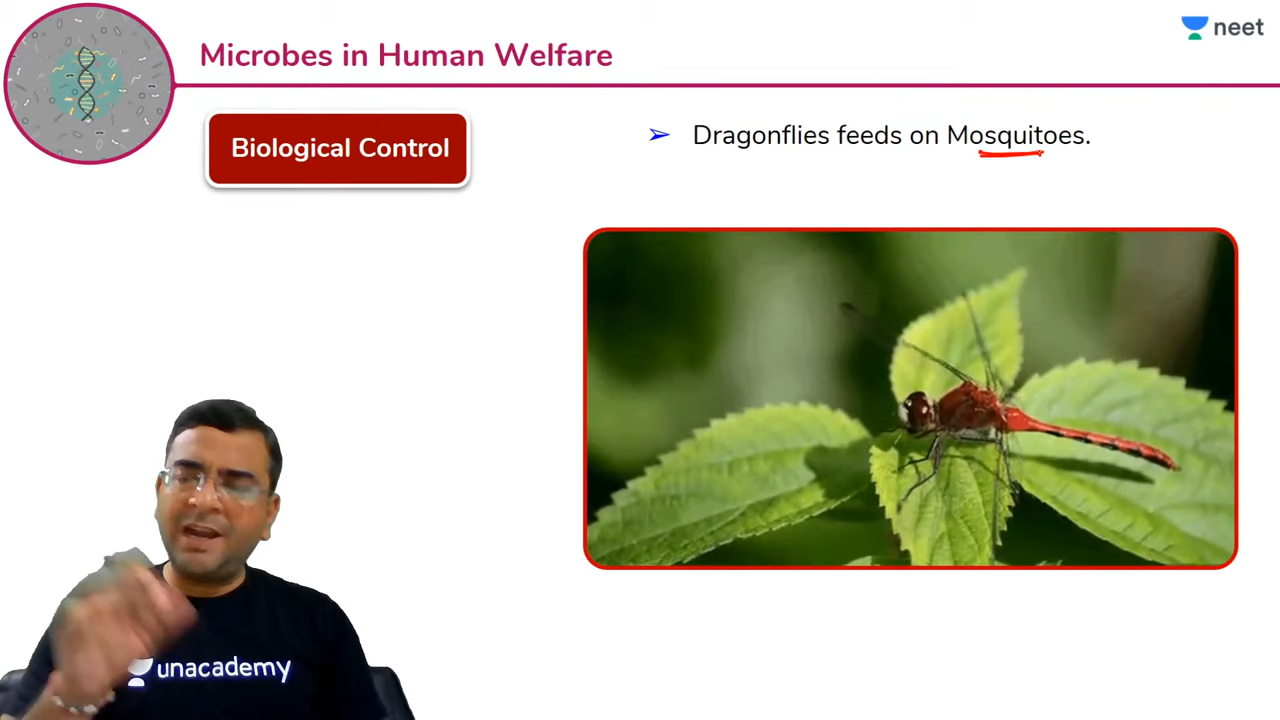 Microbes in Human Welfare
neet
Biological Control
➢ Dragonflies feeds on Mosquitoes.
unacademy